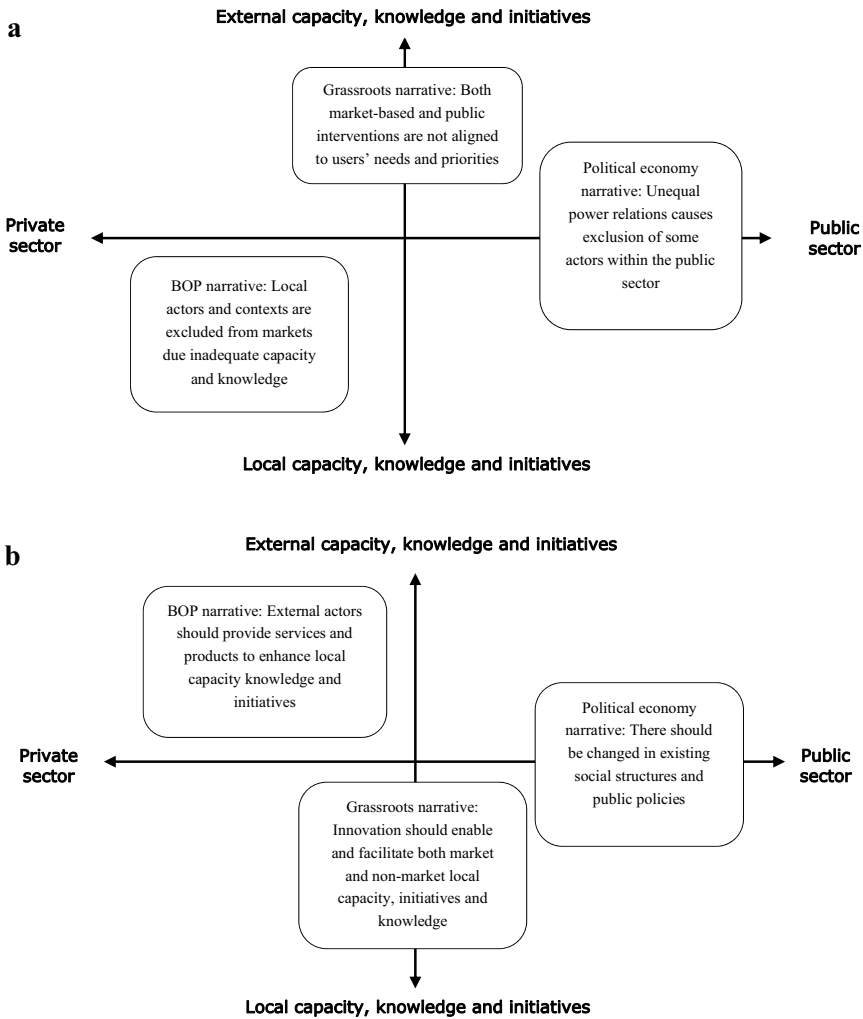 a
External capacity, knowledge and initiatives
Grassroots narrative: Both
market-based and public
interventions are not aligned
to users' needs and priorities
Political economy
narrative: Unequal
power relations causes
exclusion of some
actors within the public
sector
Private
sector
Public
sector
BOP narrative: Local
actors and contexts are
excluded from markets
due inadequate capacity
and knowledge
Local capacity, knowledge and initiatives
b
External capacity, knowledge and initiatives
BOP narrative: External actors
should provide services and
products to enhance local
capacity knowledge and
initiatives
Political economy
narrative: There should
be changed in existing
social structures and
public policies
Private
sector
Public
sector
Grassroots narrative:
Innovation should enable
and facilitate both market
and non-market local
capacity, initiatives and
knowledge
Local capacity, knowledge and initiatives